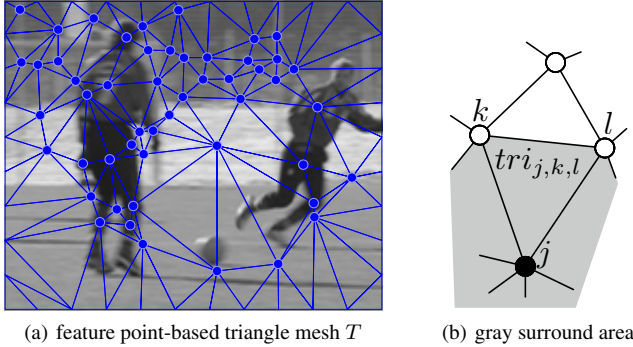 k
l
tri_{j,k,l}
j
(a) feature point-based triangle mesh T
(b) gray surround area